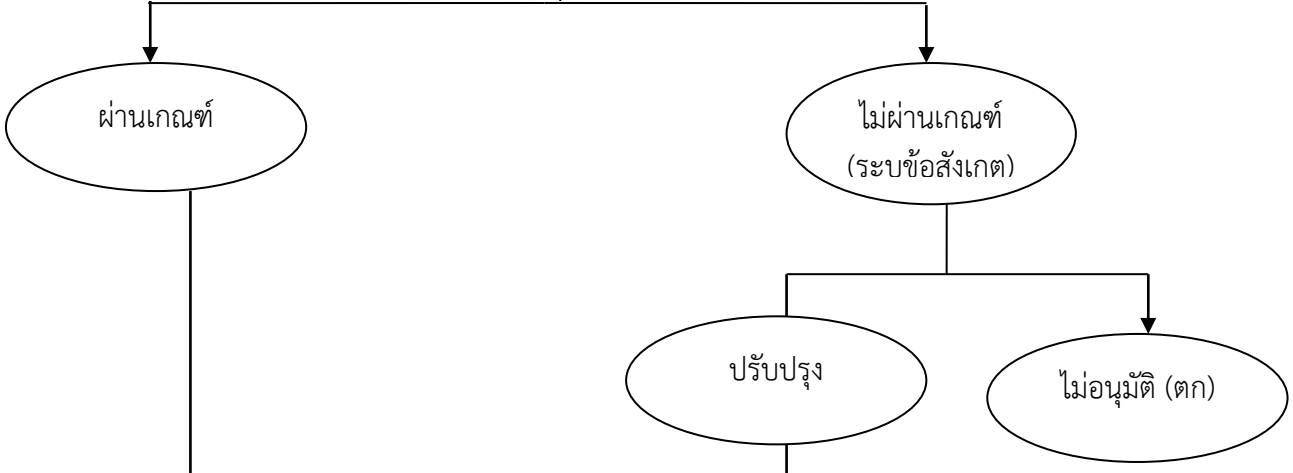 ผ่านเกณฑ์
ไม่ผ่านเกณฑ์
(ระบข้อสังเกต)
ปรับปรุง
ไม่อนุมัติ (ตก)